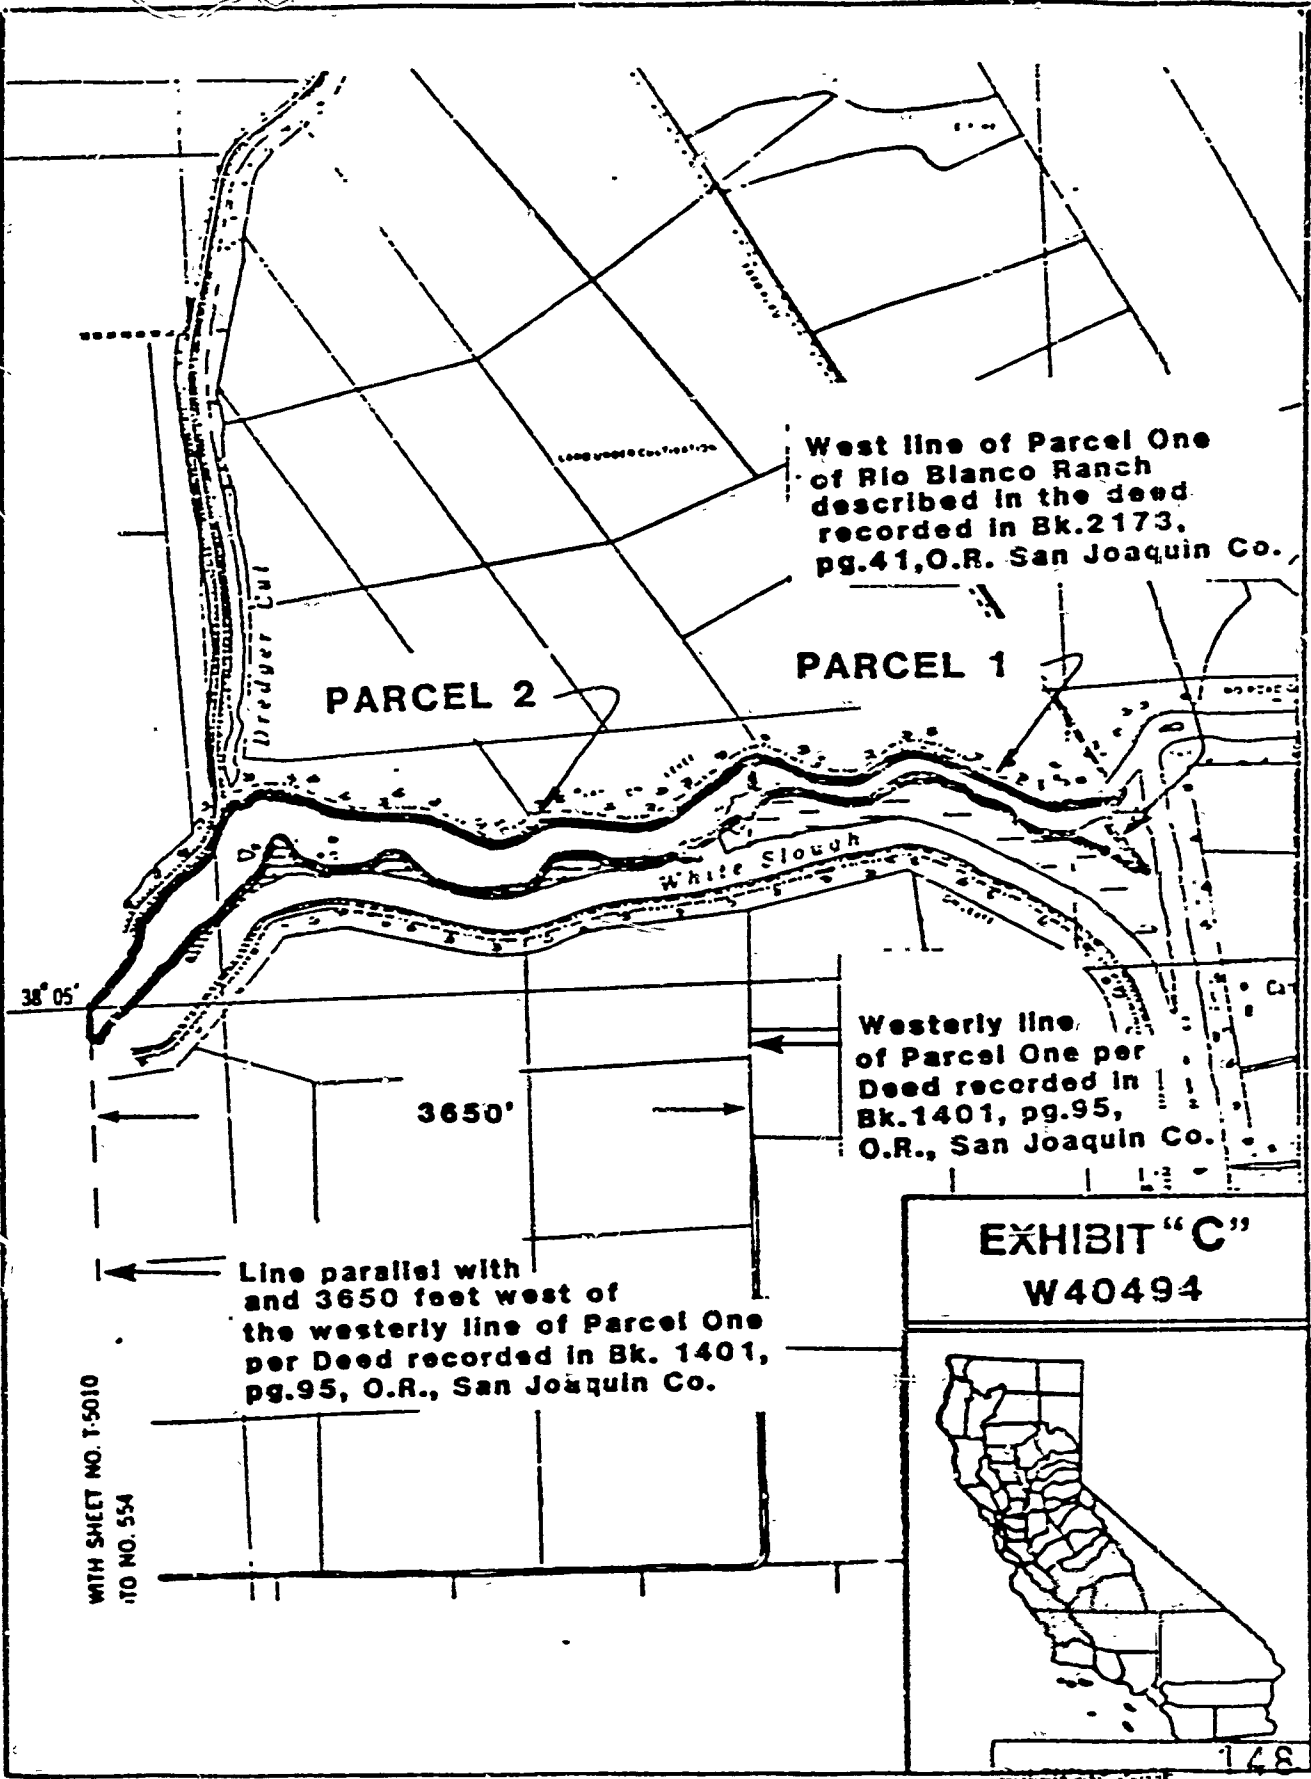 LAND UNDER CULTIVATION
West line of Parcel One
of Rio Blanco Ranch
described in the deed
recorded in Bk.2173,
pg.41,O.R. San Joaquin Co.
Dredger Cut
PARCEL 2
PARCEL 1
White Slough
38° 05'
Westerly line
of Parcel One per
Deed recorded in
Bk.1401, pg.95,
O.R., San Joaquin Co.
3650'
Line parallel with
and 3650 feet west of
the westerly line of Parcel One
per Deed recorded in Bk. 1401,
pg.95, O.R., San Joaquin Co.
WITH SHEET NO. T-5010
TO NO. 554
EXHIBIT "C"
W40494
148